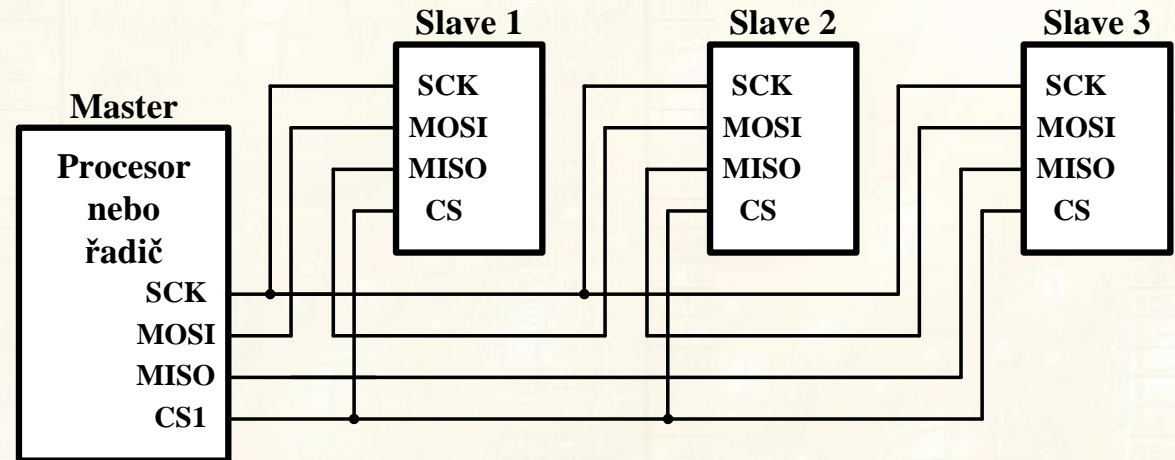 Slave 1
Slave 2
Slave 3
SCK
MOSI
MISO
CS
SCK
MOSI
MISO
CS
SCK
MOSI
MISO
CS
Master
Procesor
nebo
řadič
SCK
MOSI
MISO
CS1